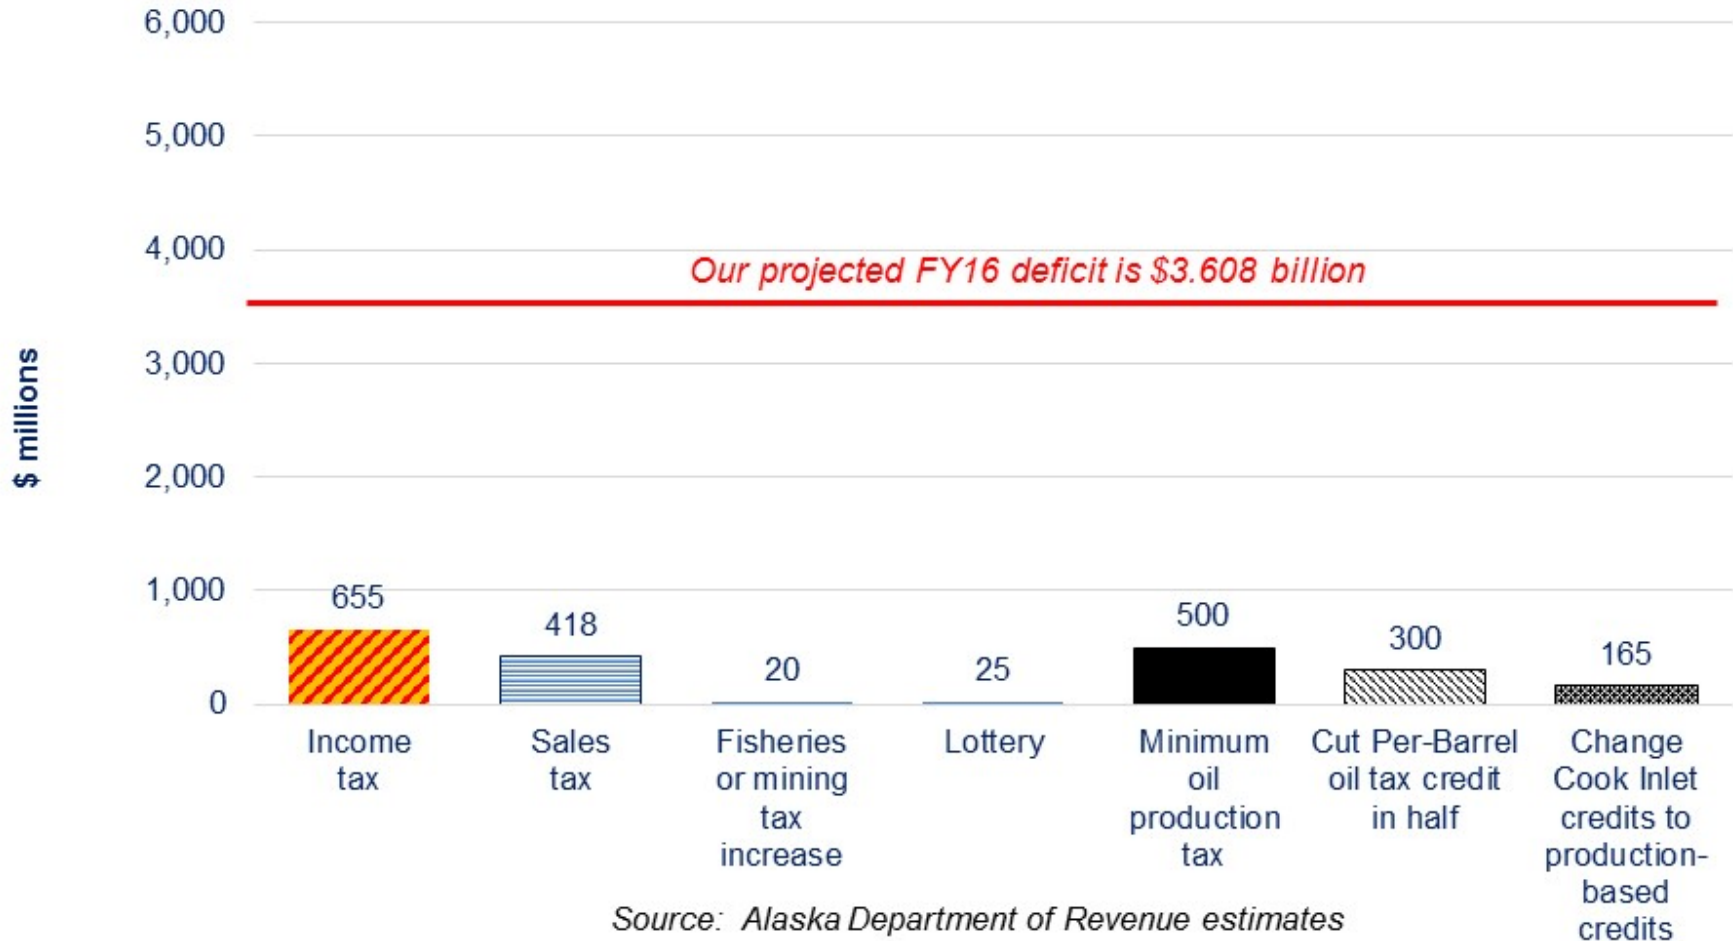 6,000
5,000
4,000
Our projected FY16 deficit is $3.608 billion
3,000
$ millions
2,000
1,000
655
418
20
25
500
300
165
0
Income
tax
Sales
tax
Fisheries
or mining
tax
increase
Lottery
Minimum
oil
production
tax
Cut Per-Barrel
oil tax credit
in half
Change
Cook Inlet
credits to
production-
based
credits
Source: Alaska Department of Revenue estimates